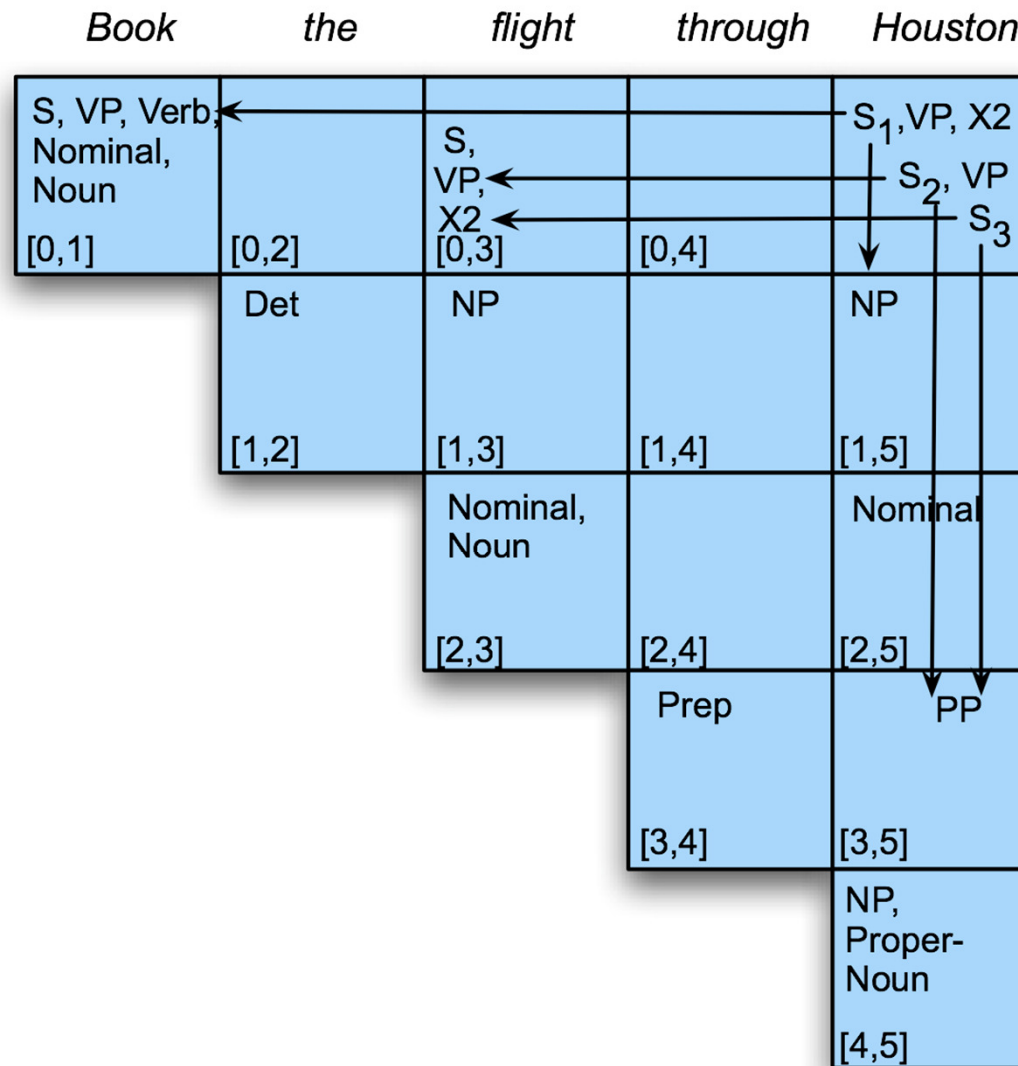 Book the flight through Houston
S, VP, Verb,
Nominal,
Noun
[0,1]
[0,2]
S,
VP,
X2
[0,3]
[0,4]
S1,VP, X2
S2, VP
S3
Det
[1,2]
NP
[1,3]
[1,4]
NP
[1,5]
Nominal,
Noun
[2,3]
[2,4]
Nominal
[2,5]
Prep
[3,4]
PP
[3,5]
NP,
Proper-
Noun
[4,5]